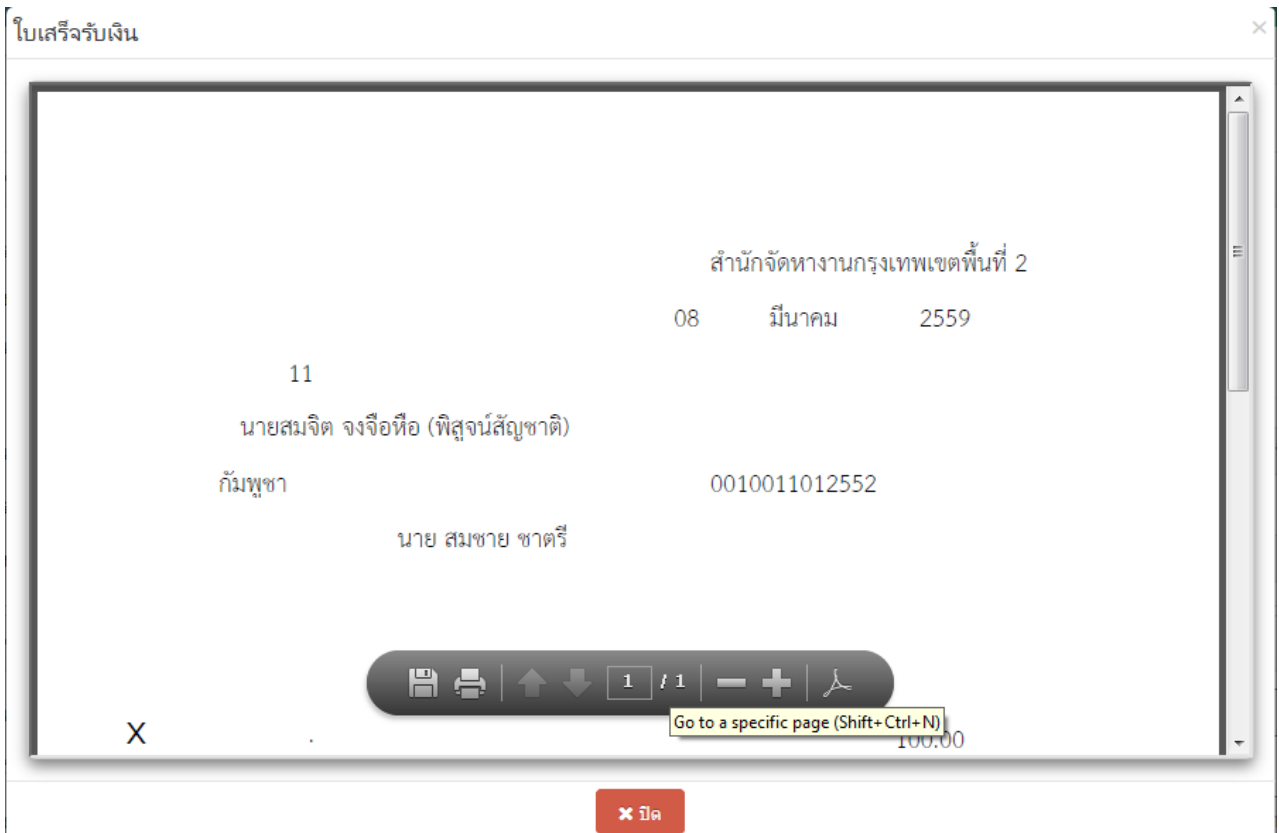 ใบเสร็จรับเงิน ×
สำนักจัดหางานกรุงเทพเขตพื้นที่ 2
08 มีนาคม 2559
11
นายสมจิต จงจือหือ (พิสูจน์สัญชาติ)
กัมพูชา 0010011012552
นาย สมชาย ชาตรี
1 / 1
Go to a specific page (Shift+Ctrl+N)
X . 100.00
✖ ปิด